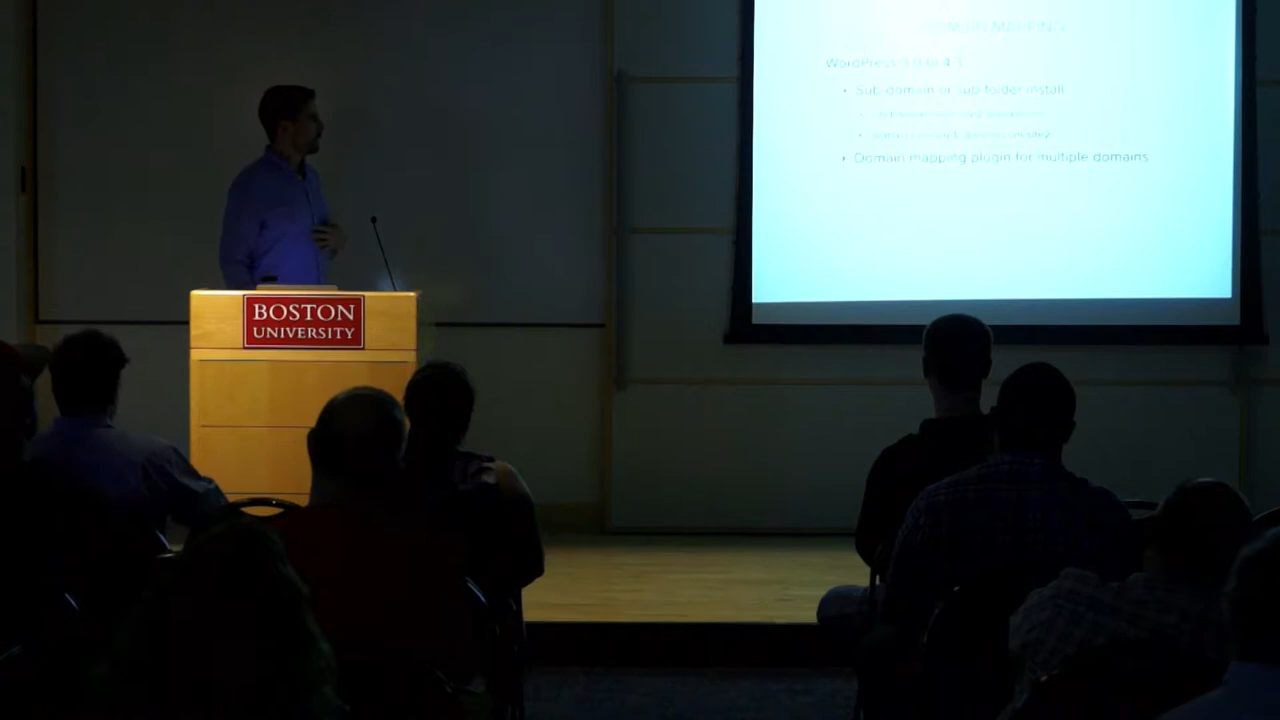 BOSTON
UNIVERSITY
DOMAIN MAPPING
WordPress 3.0 to 4.3
Sub-domain or sub-folder install
Domain mapping plugin for multiple domains